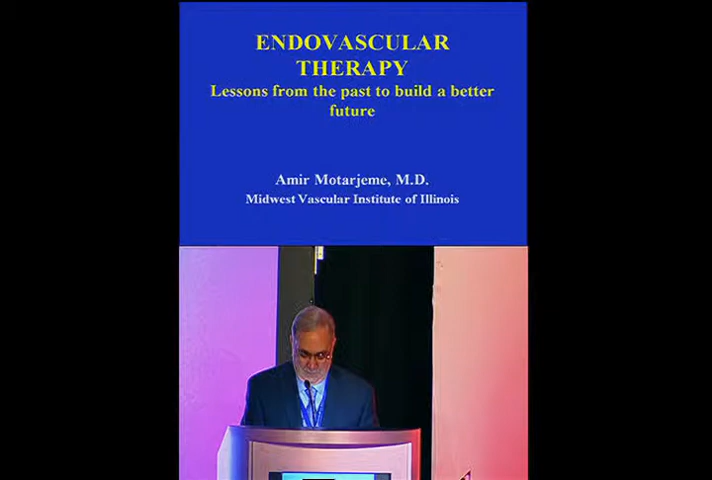 ENDOVASCULAR
THERAPY
Lessons from the past to build a better
future
Amir Motarjeme, M.D.
Midwest Vascular Institute of Illinois